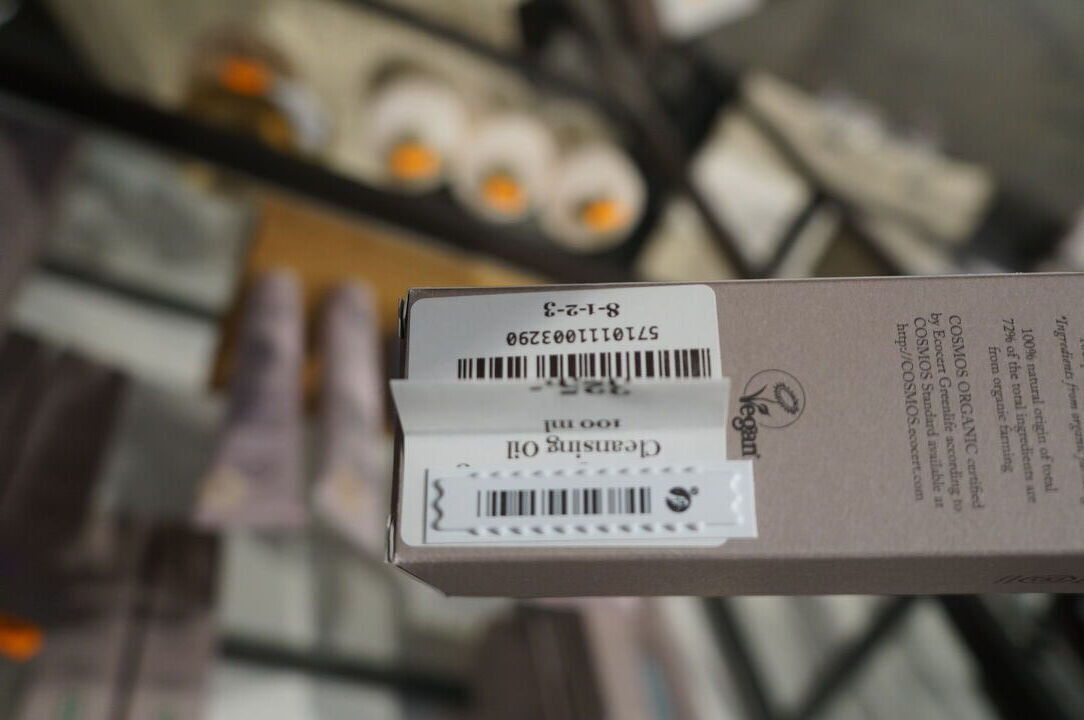 Cleansing Oil
100 ml
5710111003290
8-1-2-3
Vegan
COSMOS ORGANIC certified
by Ecocert Greenlife according to
COSMOS Standard available at
http://COSMOS.ecocert.com
100% natural origin of total
72% of the total ingredients are
from organic farming
*Ingredients from organic